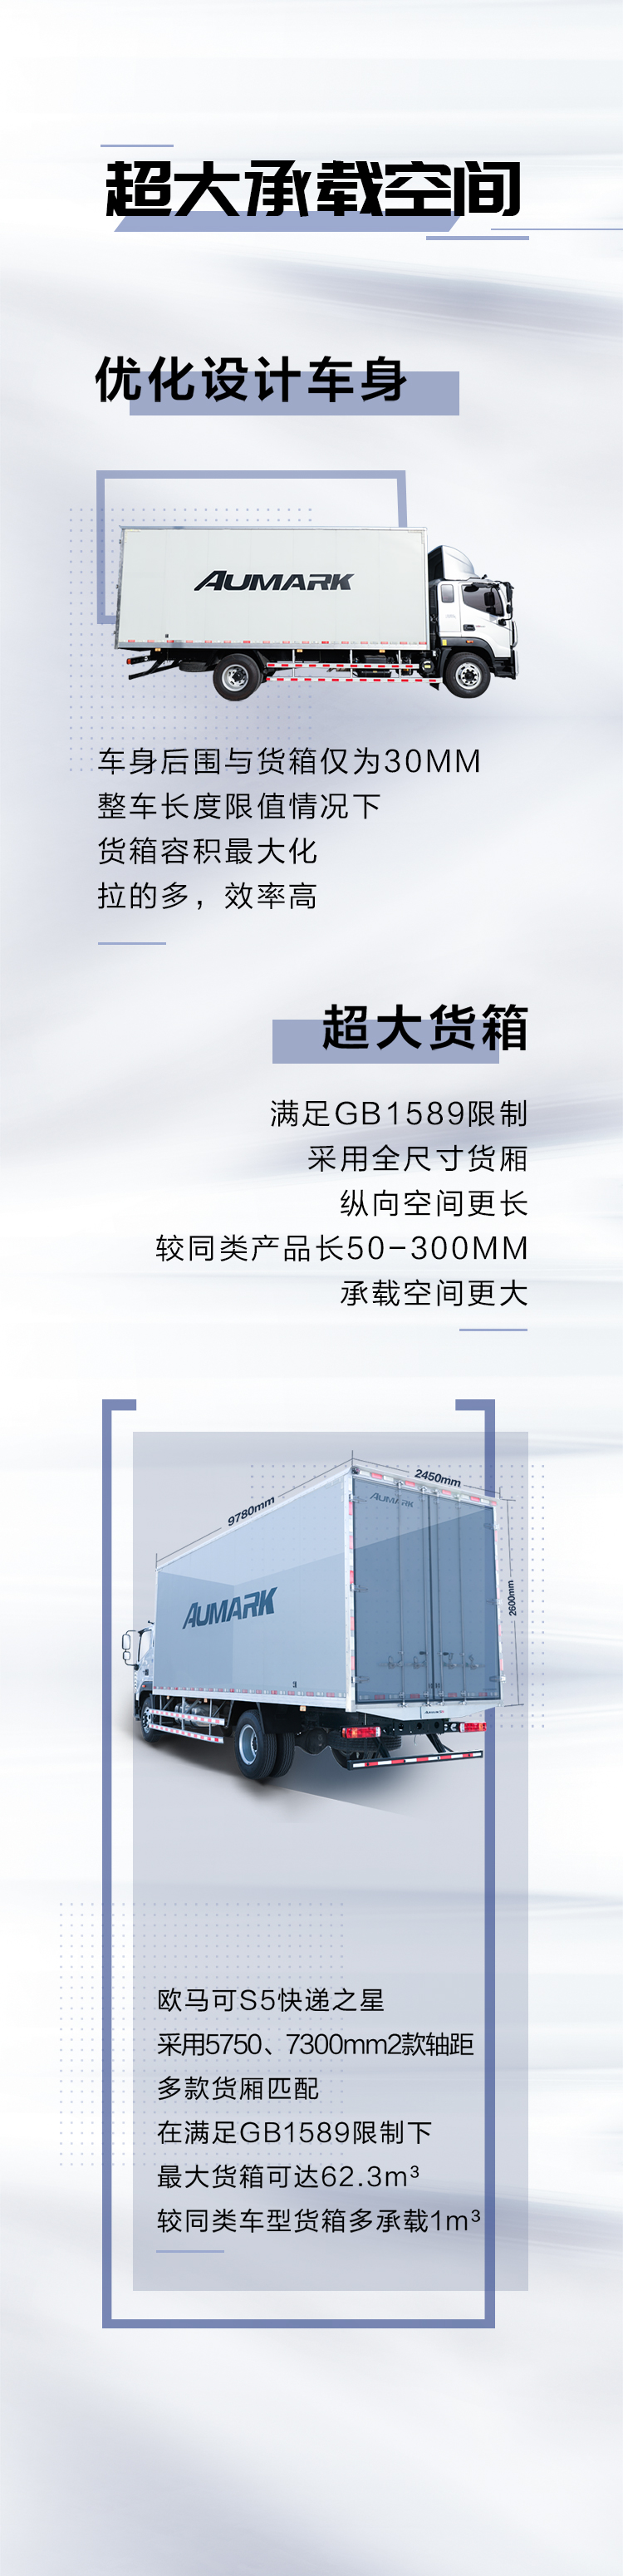 超大承载空间
优化设计车身
AUMARK
车身后围与货箱仅为30MM
整车长度限值情况下
货箱容积最大化
拉的多，效率高
超大货箱
满足GB1589限制
采用全尺寸货厢
纵向空间更长
较同类产品长50-300MM
承载空间更大
2450mm
9780mm
AUMARK
AUMARK
2600mm
欧马可S5快递之星
采用5750、7300mm2款轴距
多款货厢匹配
在满足GB1589限制下
最大货箱可达62.3m³
较同类车型货箱多承载1m³